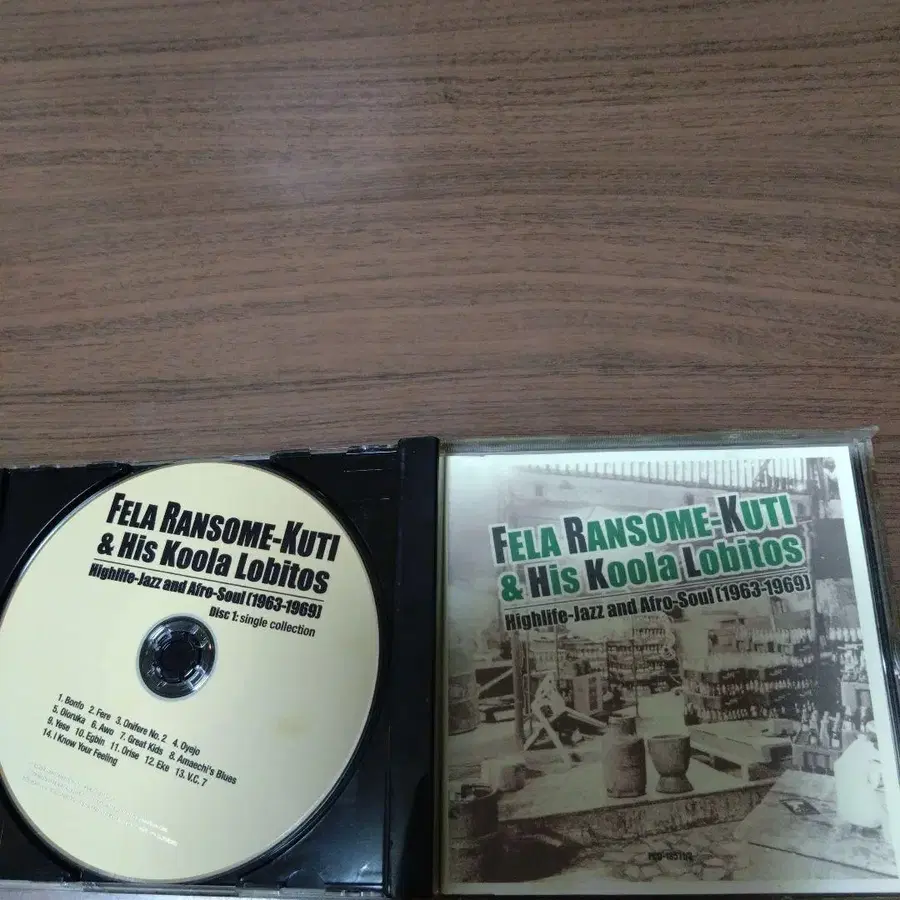 FELA RANSOME-KUTI
& His Koola Lobitos
Highlife-Jazz and Afro-Soul (1963-1969)
Disc 1: single collection
1. Bonfo 2. Fere 3. Onifere No. 2 4. Oyejo
5. Oloruka 6. Awo 7. Great Kids 8. Amaechi's Blues
9. Yese 10. Egbin 11. Orise 12. Eke 13. V.C. 7
14. I Know Your Feeling
FELA RANSOME-KUTI
& His Koola Lobitos
Highlife-Jazz and Afro-Soul (1963-1969)